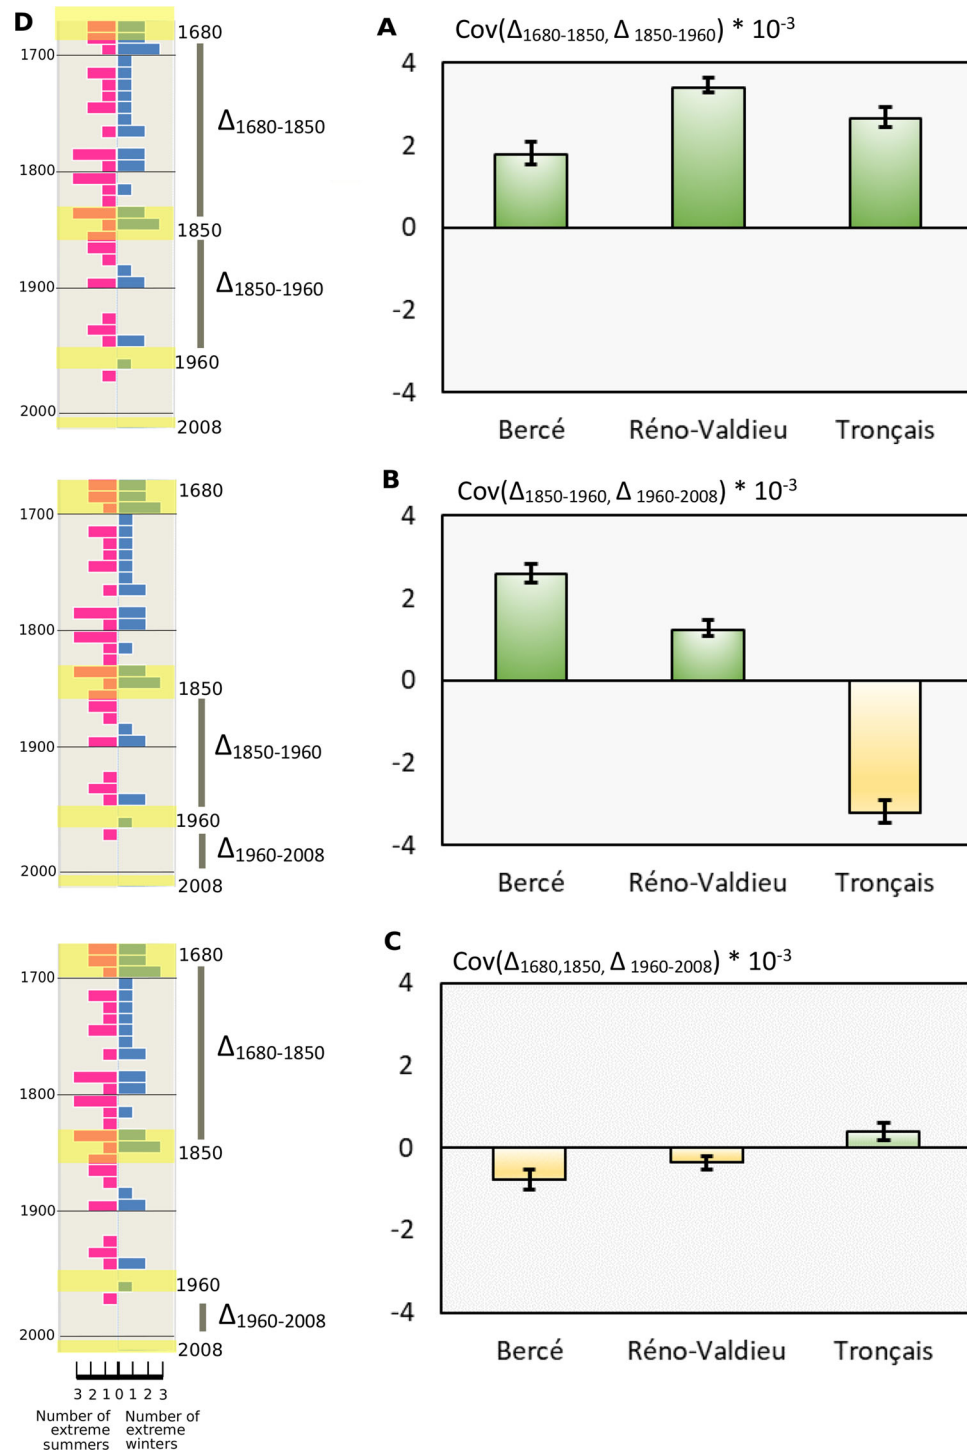 D
1680
1700
Δ1680-1850
1800
1850
Δ1850-1960
1900
1960
2000
2008
A
Cov(Δ1680-1850, Δ 1850-1960) * 10-3
4
2
0
-2
-4
Bercé Réno-Valdieu Tronçais
1680
1700
1800
1850
1900
Δ1850-1960
1960
Δ1960-2008
2000
2008
B
Cov(Δ1850-1960, Δ 1960-2008) * 10-3
4
2
0
-2
-4
Bercé Réno-Valdieu Tronçais
1680
1700
Δ1680-1850
1800
1850
1900
1960
Δ1960-2008
2000
2008
3 2 1 0 1 2 3
Number of
extreme
summers
Number of
extreme
winters
C
Cov(Δ1680,1850, Δ 1960-2008) * 10-3
4
2
0
-2
-4
Bercé Réno-Valdieu Tronçais